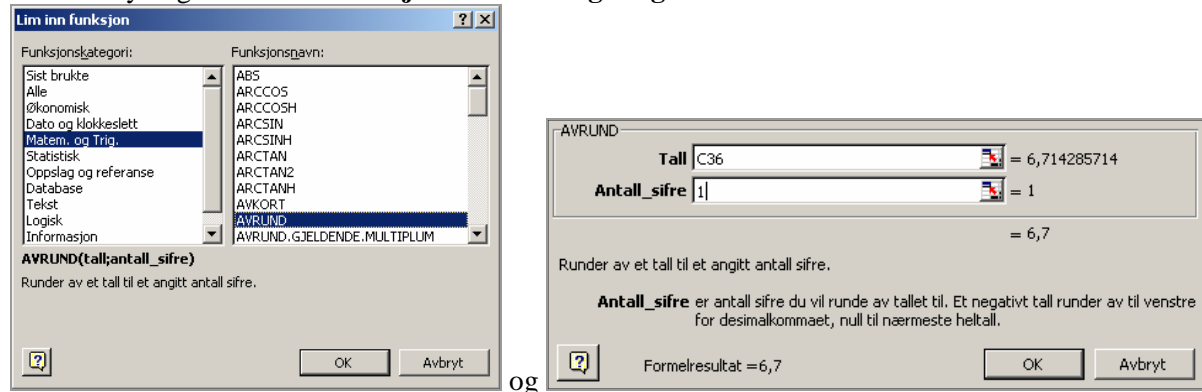 Lim inn funksjon
Funksjonskategori:
Funksjonsnavn:
Sist brukte
Alle
Økonomisk
Dato og klokkeslett
Matem. og Trig.
Statistisk
Oppslag og referanse
Database
Tekst
Logisk
Informasjon
ABS
ARCCOS
ARCCOSH
ARCSIN
ARCSINH
ARCTAN
ARCTAN2
ARCTANH
AVKORT
AVRUND
AVRUND.GJELDENDE.MULTIPLUM
AVRUND(tall;antall_sifre)
Runder av et tall til et angitt antall sifre.
OK Avbryt
og
AVRUND
Tall C36 = 6,714285714
Antall_sifre 1 = 1
= 6,7
Runder av et tall til et angitt antall sifre.
Antall_sifre er antall sifre du vil runde av tallet til. Et negativt tall runder av til venstre
for desimalkommaet, null til nærmeste heltall.
Formelresultat =6,7
OK Avbryt